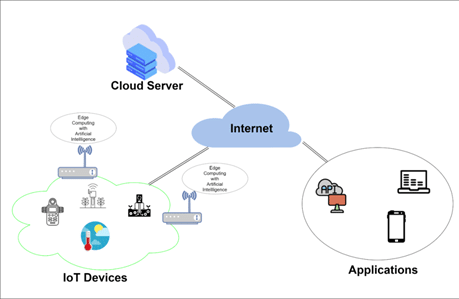 Cloud Server
Edge
Computing
with
Artificial
Intelligence
Internet
Edge
Computing
with
Artificial
Intelligence
API
IoT Devices
Applications